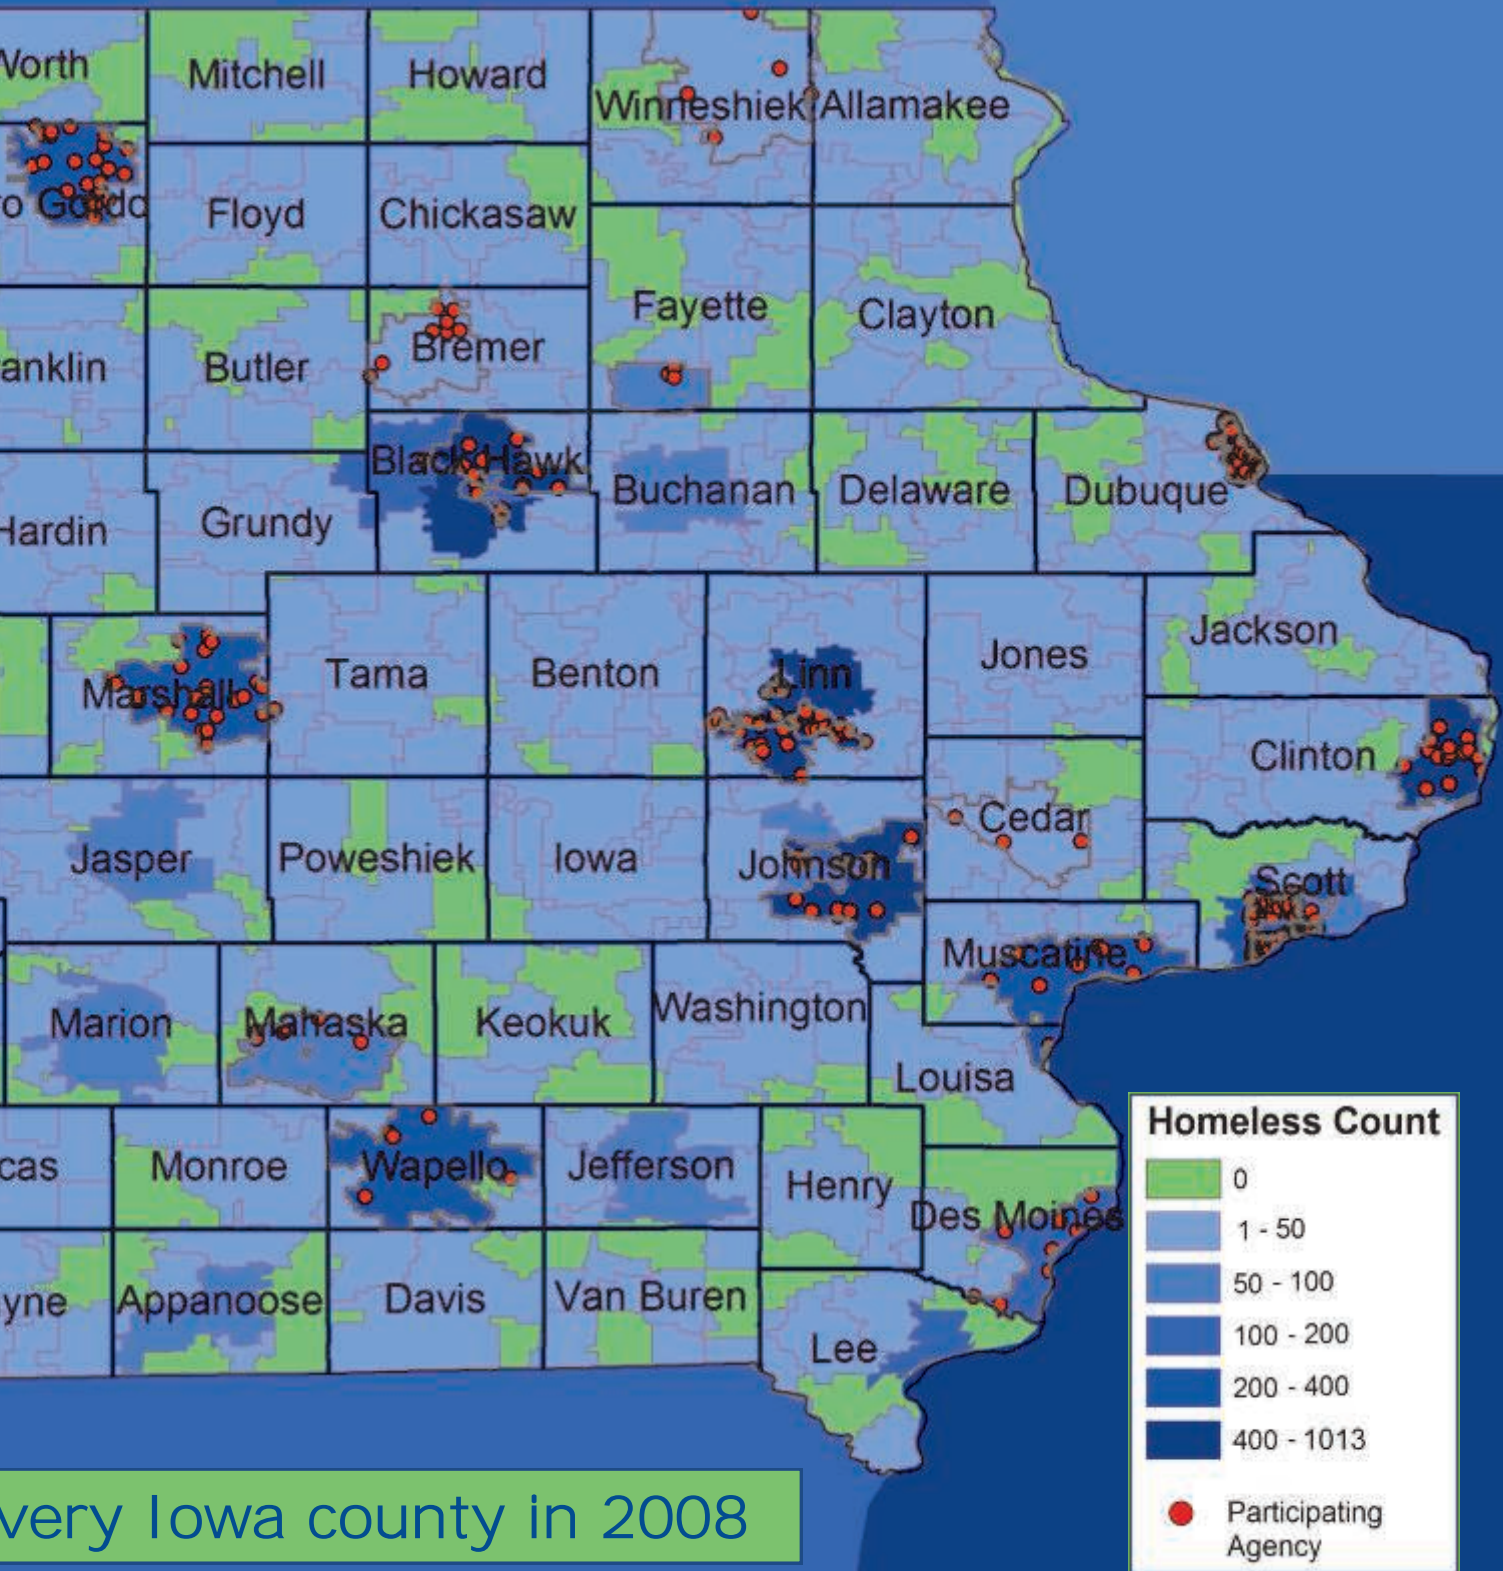 Worth
Mitchell
Howard
Winneshiek
Allamakee
ro Gordo
Floyd
Chickasaw
Fayette
Clayton
anklin
Butler
Bremer
Black Hawk
Hardin
Grundy
Buchanan
Delaware
Dubuque
Marshall
Tama
Benton
Linn
Jones
Jackson
Clinton
Jasper
Poweshiek
Iowa
Johnson
Cedar
Scott
Muscatine
Marion
Mahaska
Keokuk
Washington
Louisa
cas
Monroe
Wapello
Jefferson
Henry
Des Moines
yne
Appanoose
Davis
Van Buren
Lee
Homeless Count
0
1 - 50
50 - 100
100 - 200
200 - 400
400 - 1013
Participating
Agency
very Iowa county in 2008